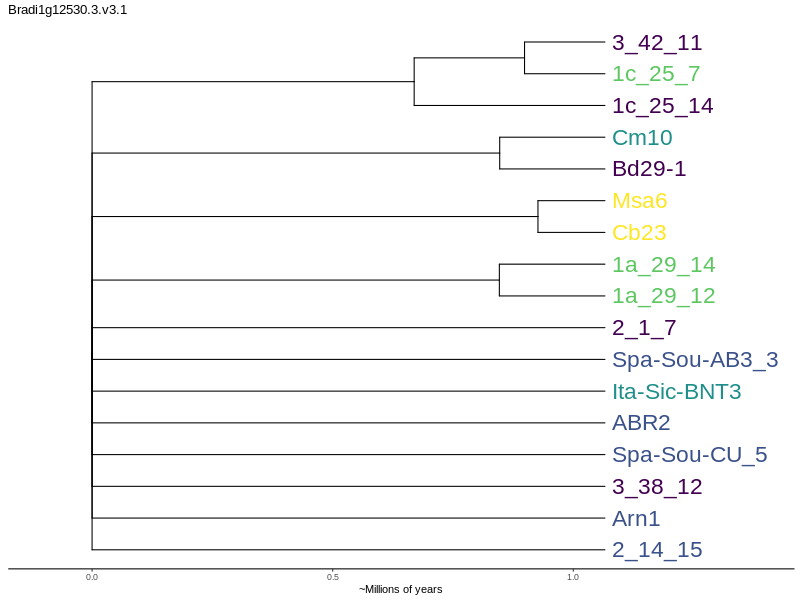 Bradi1g12530.3.v3.1
3_42_11
1c_25_7
1c_25_14
Cm10
Bd29-1
Msa6
Cb23
1a_29_14
1a_29_12
2_1_7
Spa-Sou-AB3_3
Ita-Sic-BNT3
ABR2
Spa-Sou-CU_5
3_38_12
Arn1
2_14_15
0.0 0.5 1.0
~Millions of years